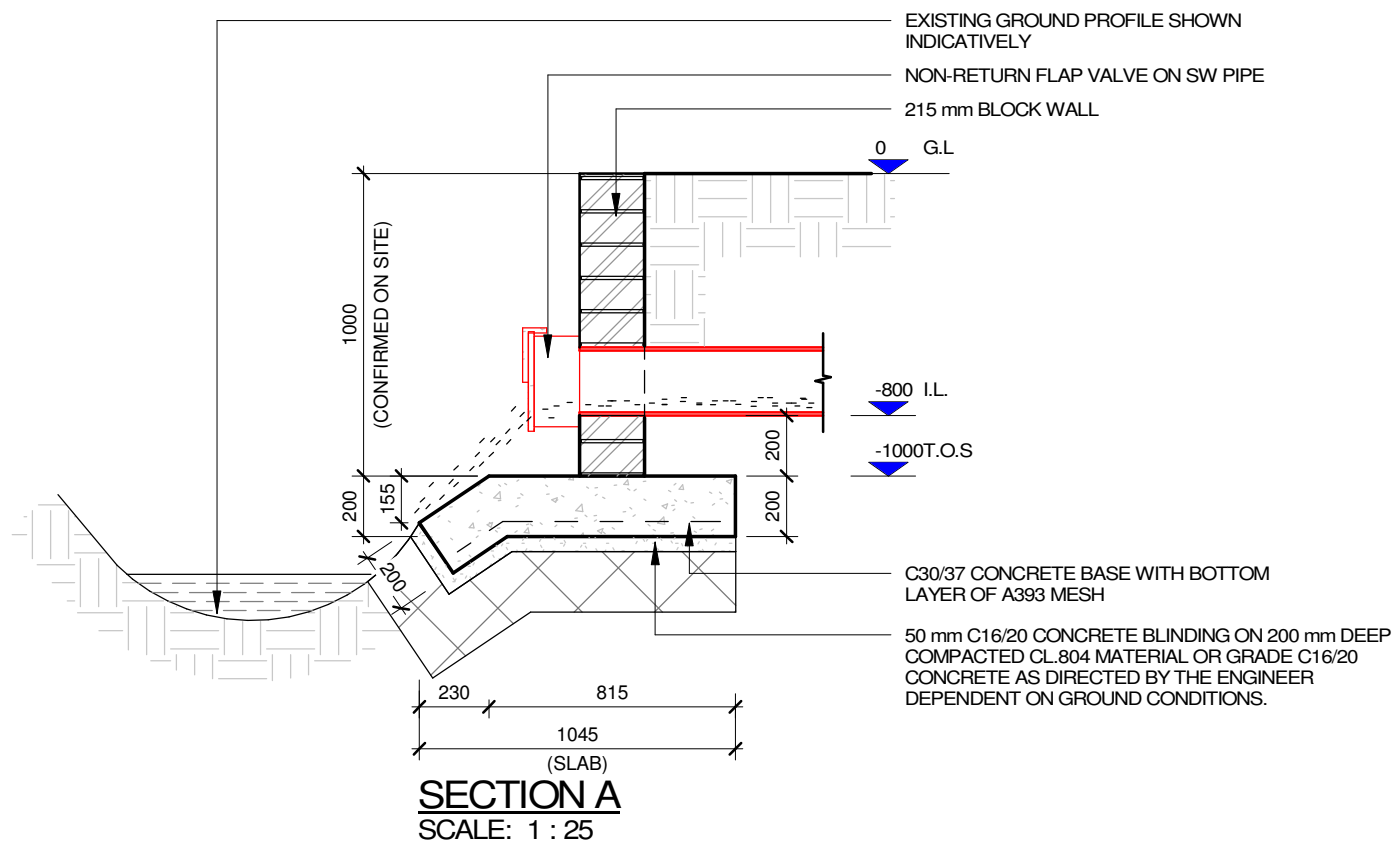 EXISTING GROUND PROFILE SHOWN
INDICATIVELY
NON-RETURN FLAP VALVE ON SW PIPE
215 mm BLOCK WALL
0 G.L
1000
(CONFIRMED ON SITE)
-800 I.L.
200
-1000T.O.S
200
155
200
200
C30/37 CONCRETE BASE WITH BOTTOM
LAYER OF A393 MESH
50 mm C16/20 CONCRETE BLINDING ON 200 mm DEEP
COMPACTED CL.804 MATERIAL OR GRADE C16/20
CONCRETE AS DIRECTED BY THE ENGINEER
DEPENDENT ON GROUND CONDITIONS.
230
815
1045
(SLAB)
SECTION A
SCALE: 1 : 25